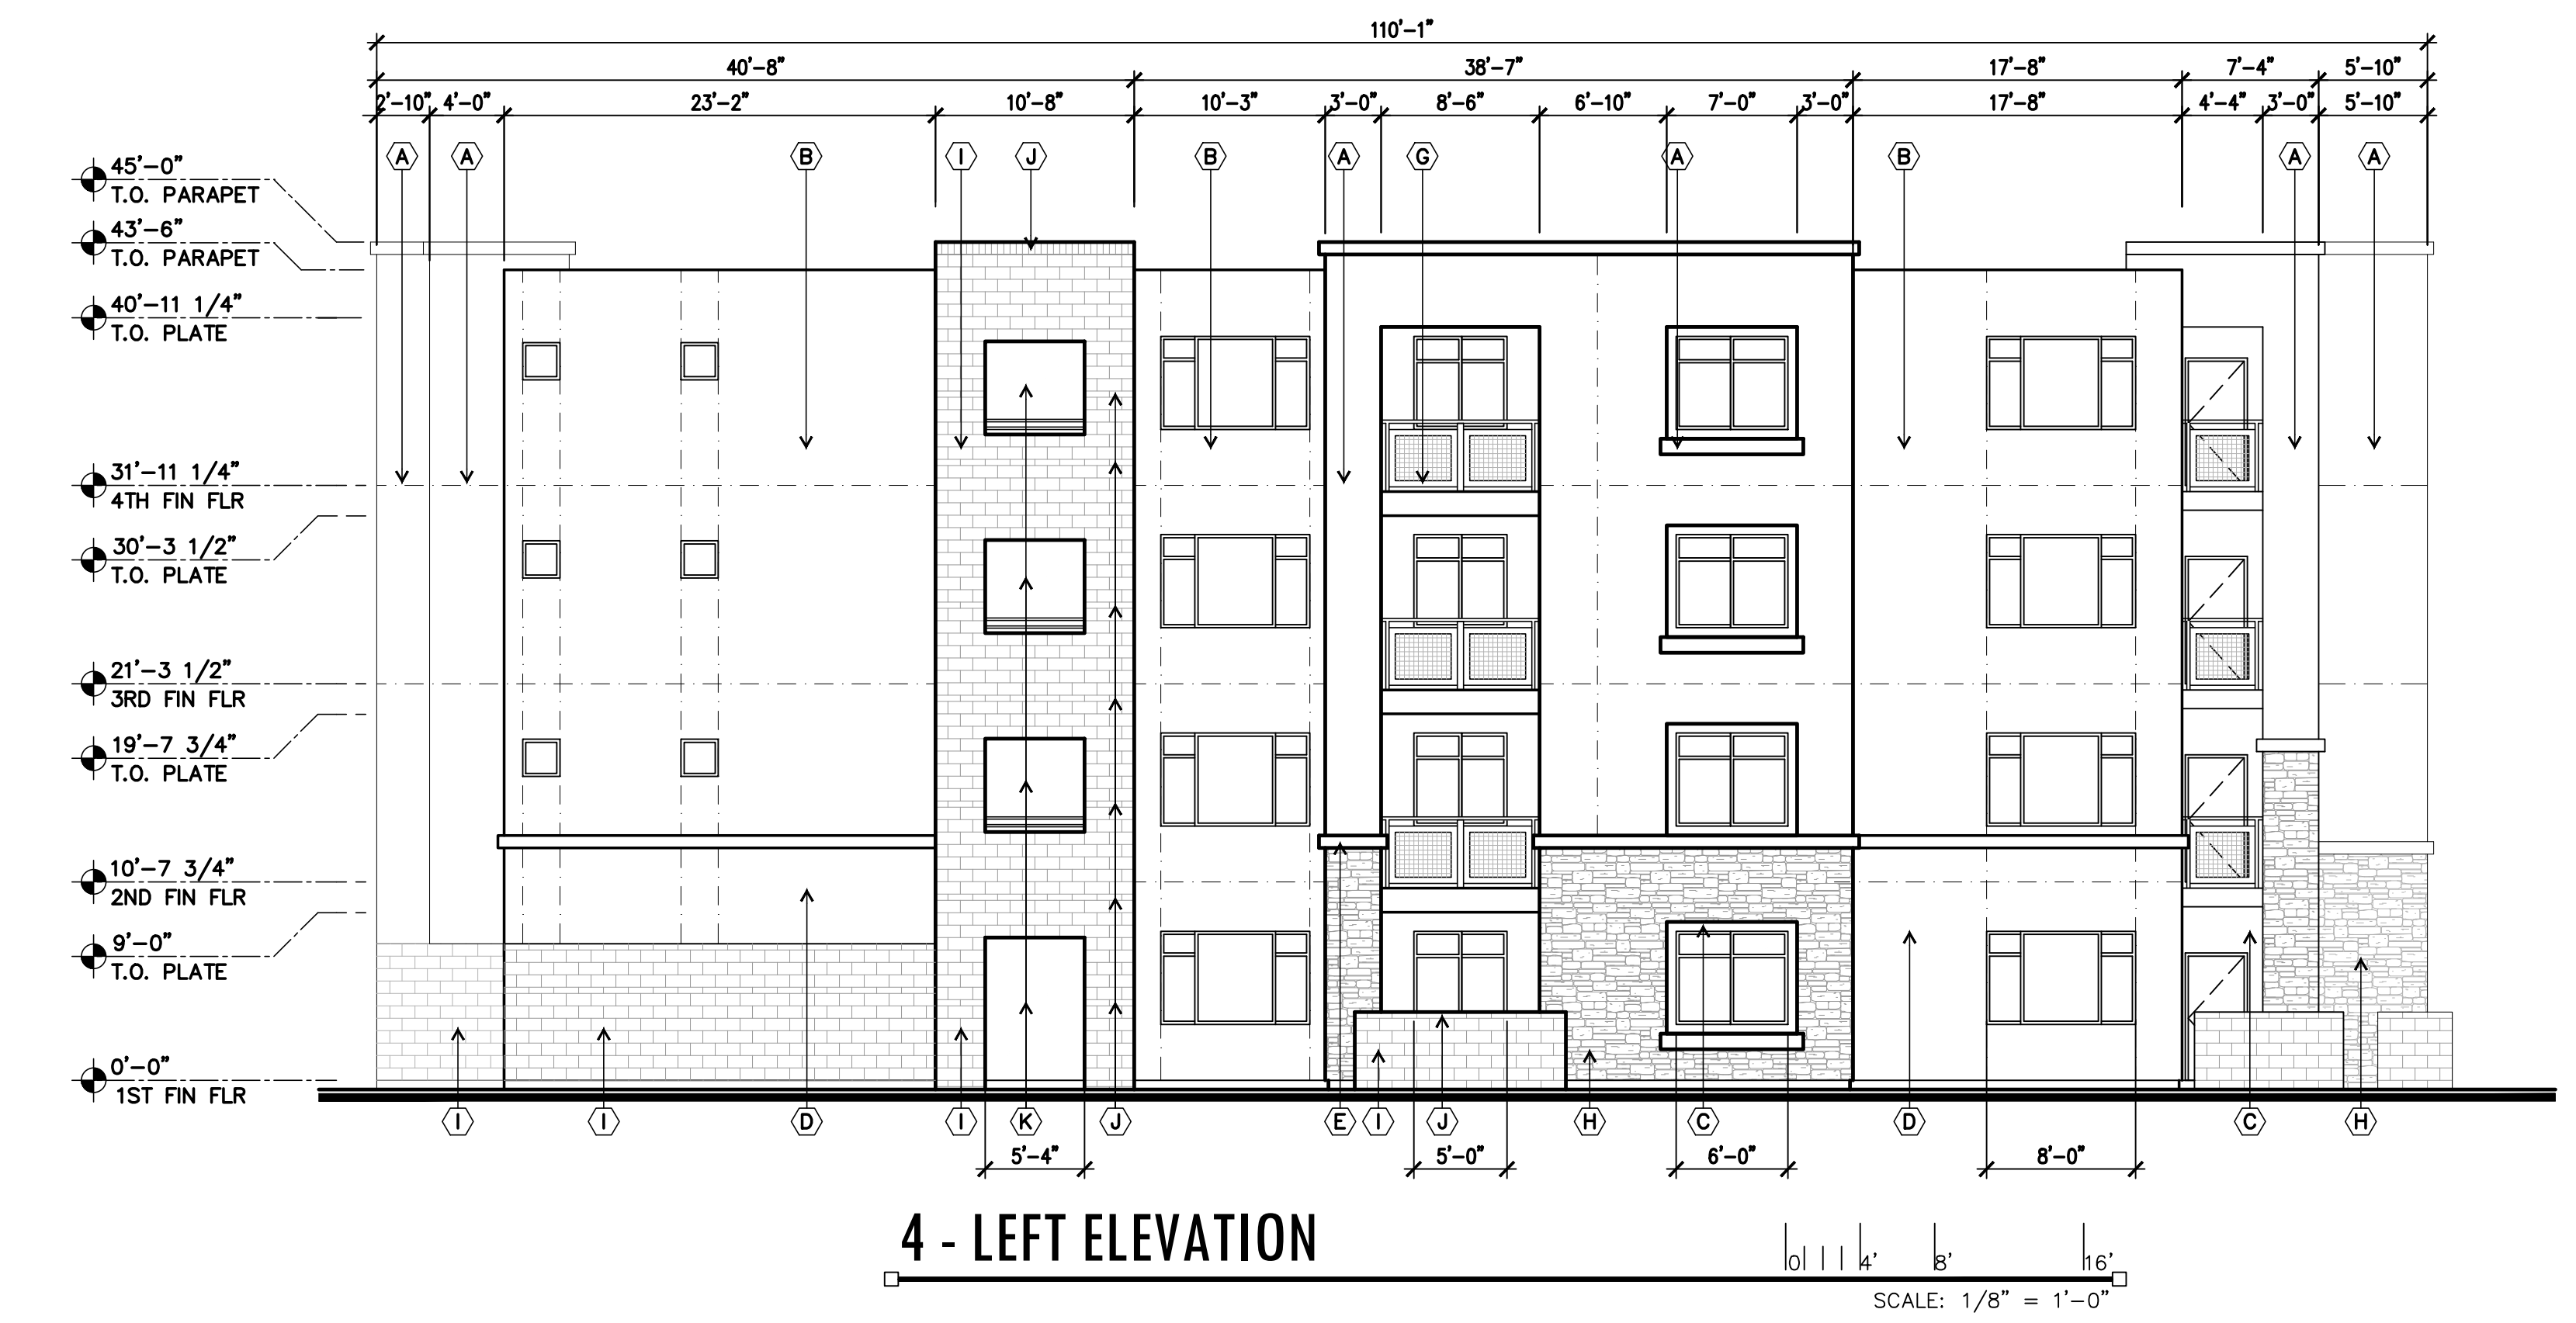 110'-1"
40'-8" 38'-7" 17'-8" 7'-4" 5'-10"
2'-10" 4'-0" 23'-2" 10'-8" 10'-3" 3'-0" 8'-6" 6'-10" 7'-0" 3'-0" 17'-8" 4'-4" 3'-0" 5'-10"
A A B I J B A G A B A A
45'-0"
T.O. PARAPET
43'-6"
T.O. PARAPET
40'-11 1/4"
T.O. PLATE
31'-11 1/4"
4TH FIN FLR
30'-3 1/2"
T.O. PLATE
21'-3 1/2"
3RD FIN FLR
19'-7 3/4"
T.O. PLATE
10'-7 3/4"
2ND FIN FLR
9'-0"
T.O. PLATE
0'-0"
1ST FIN FLR
I I D I K J E I J H C D C H
5'-4" 5'-0" 6'-0" 8'-0"
4 - LEFT ELEVATION
0 4' 8' 16'
SCALE: 1/8" = 1'-0"